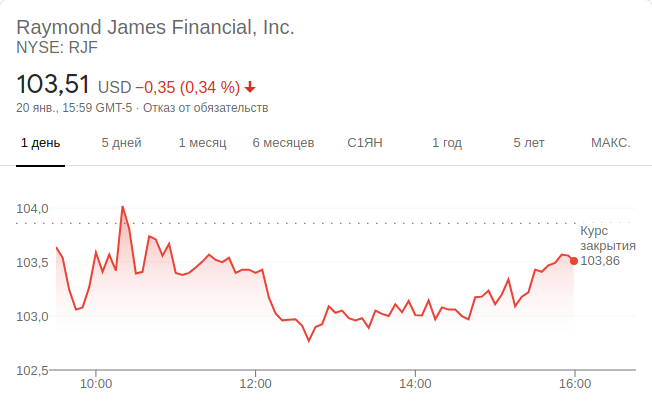 Raymond James Financial, Inc.
NYSE: RJF
103,51 USD −0,35 (0,34 %)
20 янв., 15:59 GMT-5 · Отказ от обязательств
1 день 5 дней 1 месяц 6 месяцев С1ЯН 1 год 5 лет МАКС.
104,0
Курс
закрытия
103,5
103,86
103,0
102,5
10:00 12:00 14:00 16:00